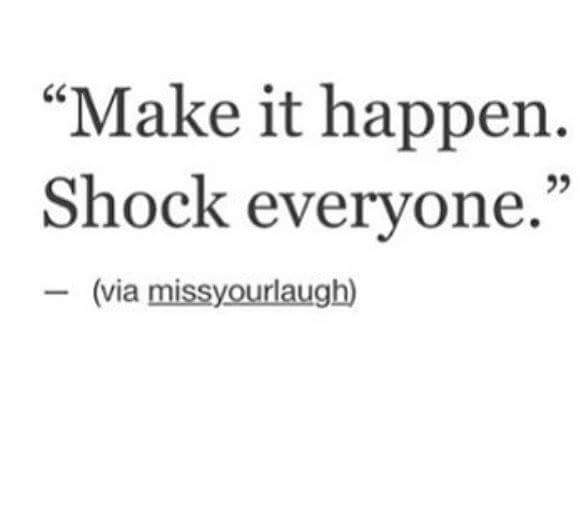 “Make it happen.
Shock everyone.”
— (via missyourlaugh)